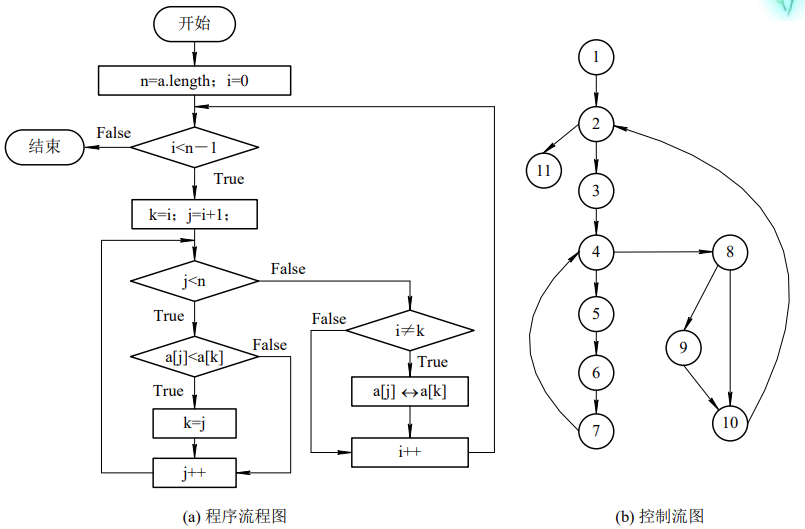 开始
n=a.length；i=0
False
结束
i<n－1
True
k=i；j=i+1；
j<n
False
True
False
i≠k
a[j]<a[k]
False
True
True
a[j] ↔a[k]
k=j
i++
j++
(a) 程序流程图
1
2
11
3
4
8
5
9
6
10
7
(b) 控制流图